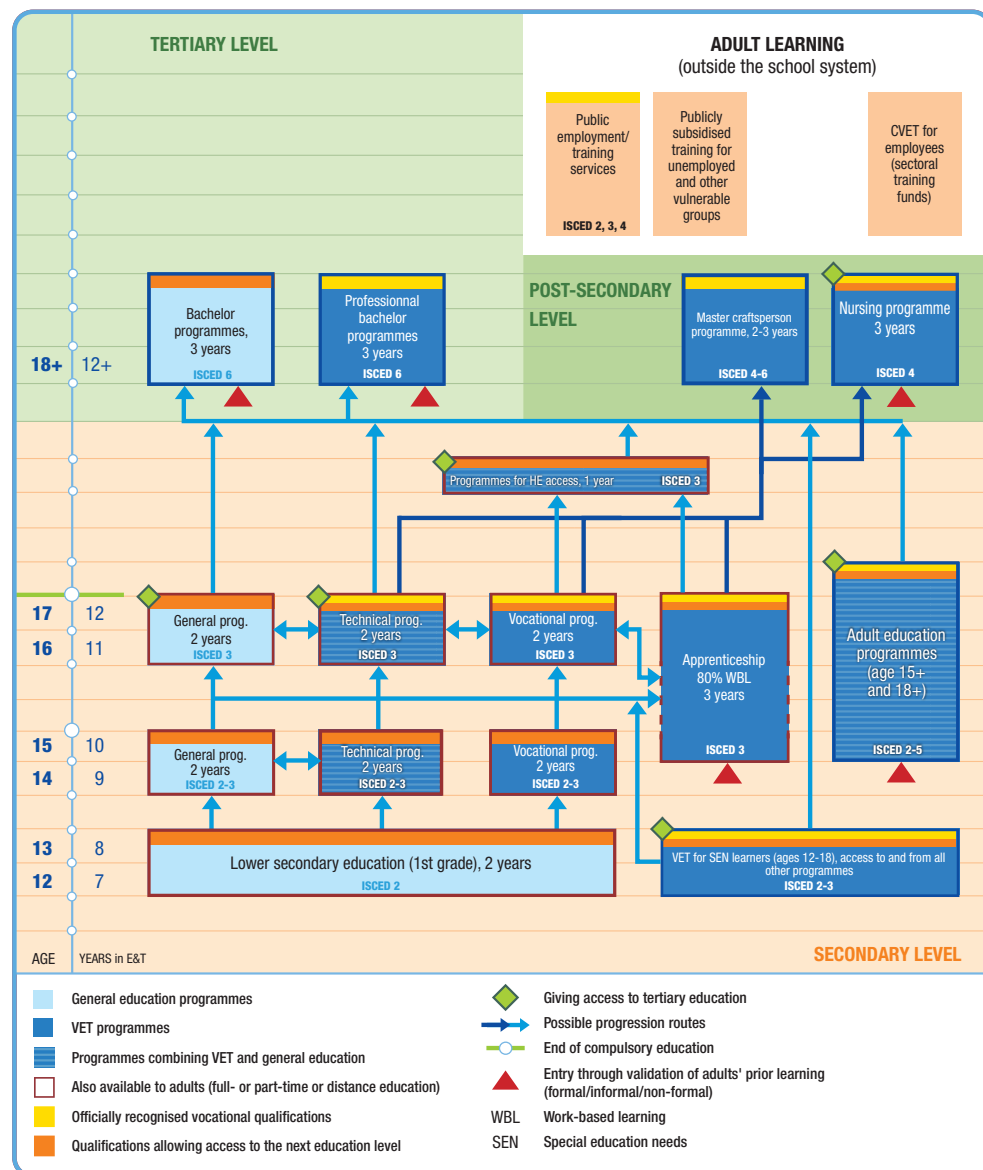 TERTIARY LEVEL
ADULT LEARNING
(outside the school system)
Public
employment/
training
services
ISCED 2, 3, 4
Publicly
subsidised
training for
unemployed
and other
vulnerable
groups
CVET for
employees
(sectoral
training
funds)
POST-SECONDARY
LEVEL
Bachelor
programmes,
3 years
ISCED 6
Professionnal
bachelor
programmes
3 years
ISCED 6
Master craftsperson
programme, 2-3 years
ISCED 4-6
Nursing programme
3 years
ISCED 4
18+ 12+
Programmes for HE access, 1 year ISCED 3
17 12
16 11
General prog.
2 years
ISCED 3
Technical prog.
2 years
ISCED 3
Vocational prog.
2 years
ISCED 3
Apprenticeship
80% WBL
3 years
ISCED 3
Adult education
programmes
(age 15+
and 18+)
ISCED 2-5
15 10
14 9
General prog.
2 years
ISCED 2-3
Technical prog.
2 years
ISCED 2-3
Vocational prog.
2 years
ISCED 2-3
13 8
12 7
Lower secondary education (1st grade), 2 years
ISCED 2
VET for SEN learners (ages 12-18), access to and from all
other programmes
ISCED 2-3
AGE YEARS in E&T
SECONDARY LEVEL
General education programmes
VET programmes
Programmes combining VET and general education
Also available to adults (full- or part-time or distance education)
Officially recognised vocational qualifications
Qualifications allowing access to the next education level
Giving access to tertiary education
Possible progression routes
End of compulsory education
Entry through validation of adults' prior learning
(formal/informal/non-formal)
WBL Work-based learning
SEN Special education needs